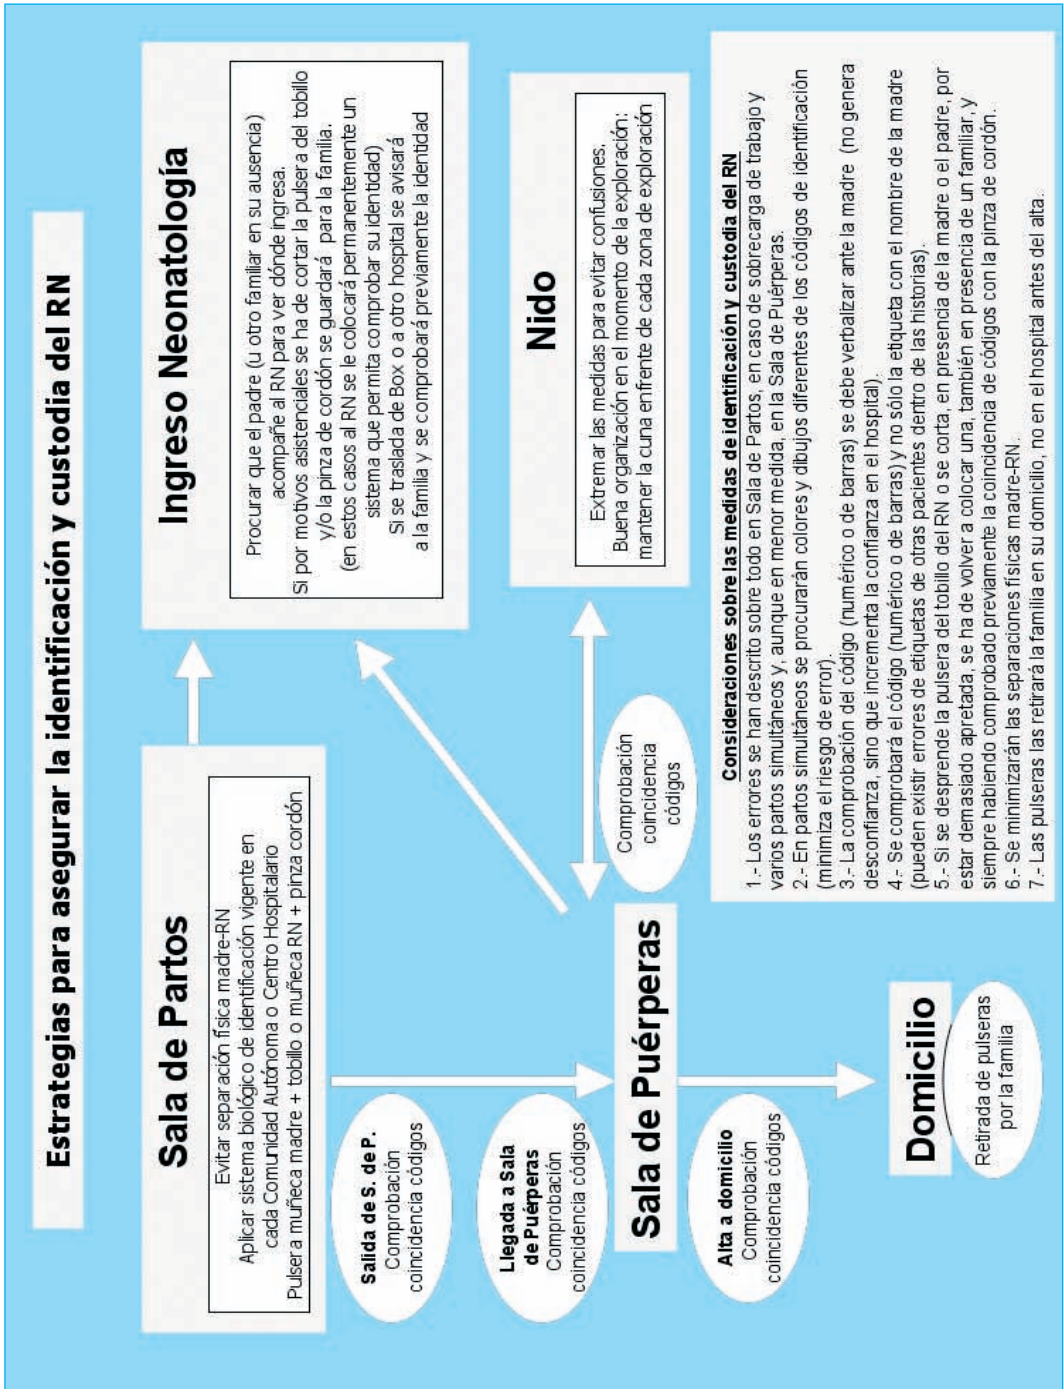 Estrategias para asegurar la identificación y custodia del RN
Sala de Partos
Evitar separación física madre-RN
Aplicar sistema biológico de identificación vigente en
cada Comunidad Autónoma o Centro Hospitalario
Pulsera muñeca madre + tobillo o muñeca RN + pinza cordón
Ingreso Neonatología
Procurar que el padre (u otro familiar en su ausencia)
acompañe al RN para ver dónde ingresa.
Si por motivos asistenciales se ha de cortar la pulsera del tobillo
y/o la pinza de cordón se guardará para la familia.
(en estos casos al RN se le colocará permanentemente un
sistema que permita comprobar su identidad)
Si se traslada de Box o a otro hospital se avisará
a la familia y se comprobará previamente la identidad
Salida de S. de P.
Comprobación
coincidencia códigos
Llegada a Sala
de Puérperas
Comprobación
coincidencia códigos
Sala de Puérperas
Comprobación
coincidencia
códigos
Nido
Extremar las medidas para evitar confusiones.
Buena organización en el momento de la exploración:
mantener la cuna enfrente de cada zona de exploración
Alta a domicilio
Comprobación
coincidencia códigos
Domicilio
Retirada de pulseras
por la familia
Consideraciones sobre las medidas de identificación y custodia del RN
1.- Los errores se han descrito sobre todo en Sala de Partos, en caso de sobrecarga de trabajo y
varios partos simultáneos y, aunque en menor medida, en la Sala de Puérperas.
2.- En partos simultáneos se procurarán colores y dibujos diferentes de los códigos de identificación
(minimiza el riesgo de error).
3.- La comprobación del código (numérico o de barras) se debe verbalizar ante la madre (no genera
desconfianza, sino que incrementa la confianza en el hospital).
4.- Se comprobará el código (numérico o de barras) y no sólo la etiqueta con el nombre de la madre
(pueden existir errores de etiquetas de otras pacientes dentro de las historias).
5.- Si se desprende la pulsera del tobillo del RN o se corta, en presencia de la madre o el padre, por
estar demasiado apretada, se ha de volver a colocar una, también en presencia de un familiar, y
siempre habiendo comprobado previamente la coincidencia de códigos con la pinza de cordón.
6.- Se minimizarán las separaciones físicas madre-RN.
7.- Las pulseras las retirará la familia en su domicilio, no en el hospital antes del alta.